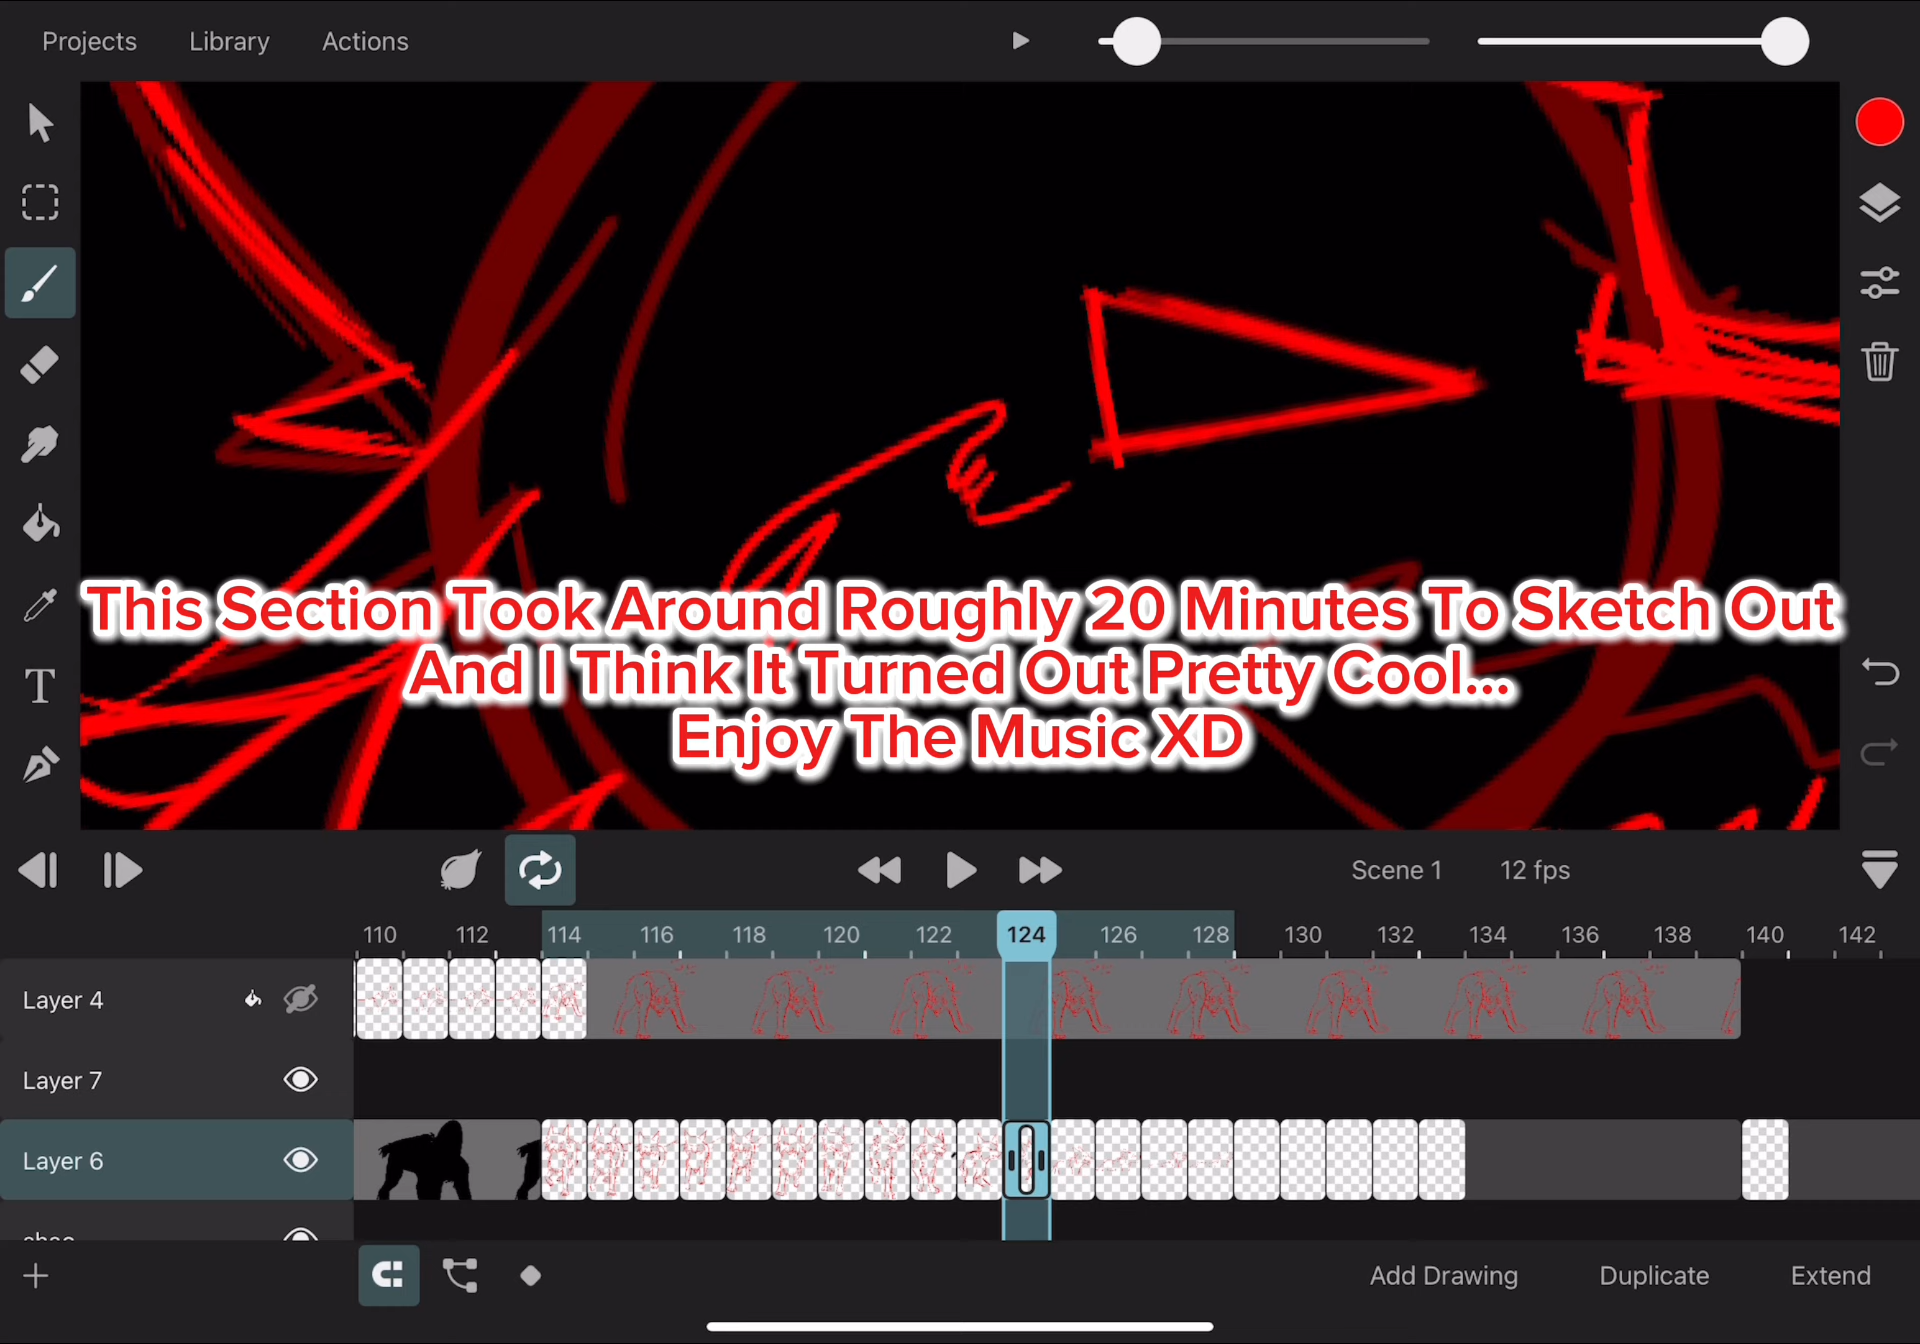 Projects Library Actions
This Section Took Around Roughly 20 Minutes To Sketch Out
And I Think It Turned Out Pretty Cool...
Enjoy The Music XD
Scene 1 12 fps
110 112 114 116 118 120 122 124 126 128 130 132 134 136 138 140 142
Layer 4
Layer 7
Layer 6
Add Drawing Duplicate Extend